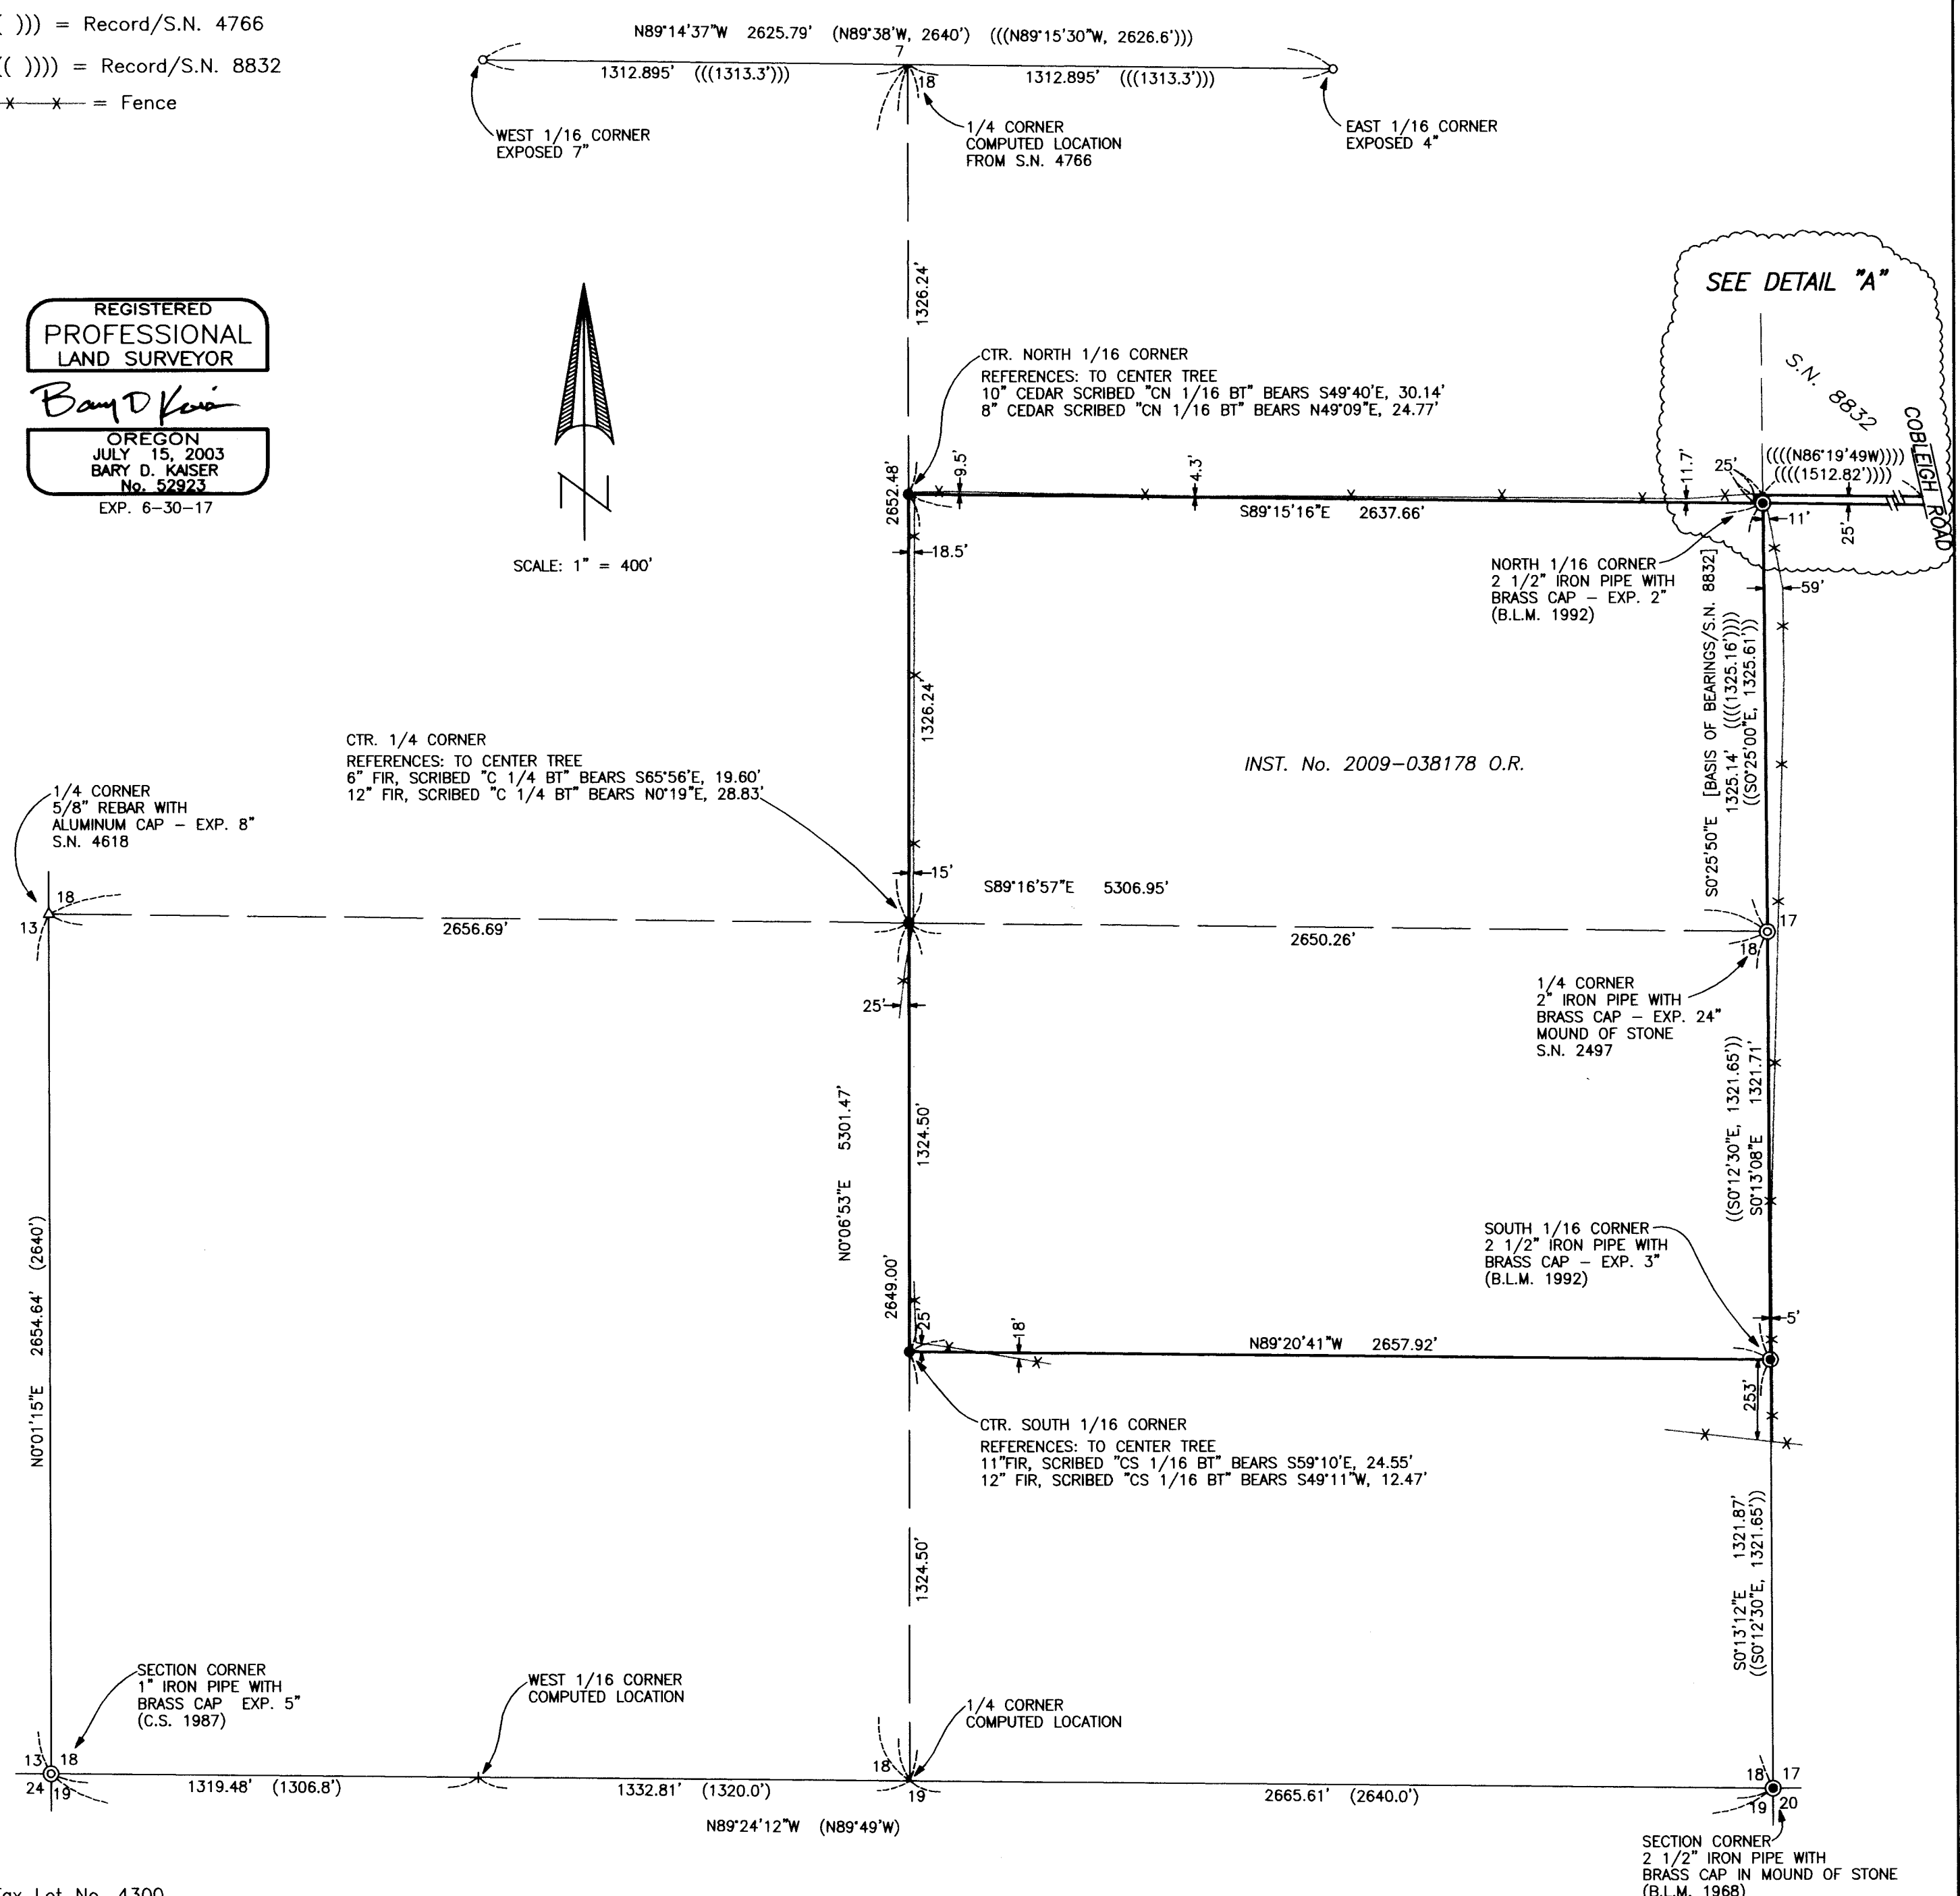 ( ))) = Record/S.N. 4766
(( )))) = Record/S.N. 8832
x x = Fence
N89°14'37"W 2625.79' (N89°38'W, 2640') (((N89°15'30"W, 2626.6')))
7
1312.895' (((1313.3')))
18
1312.895' (((1313.3')))
WEST 1/16 CORNER
EXPOSED 7"
1/4 CORNER
COMPUTED LOCATION
FROM S.N. 4766
EAST 1/16 CORNER
EXPOSED 4"
REGISTERED
PROFESSIONAL
LAND SURVEYOR
Bary D Kaiser
OREGON
JULY 15, 2003
BARY D. KAISER
No. 52923
EXP. 6-30-17
N
SCALE: 1" = 400'
1326.24'
SEE DETAIL "A"
S.N. 8832
COBLEIGH ROAD
CTR. NORTH 1/16 CORNER
REFERENCES: TO CENTER TREE
10" CEDAR SCRIBED "CN 1/16 BT" BEARS S49°40'E, 30.14'
8" CEDAR SCRIBED "CN 1/16 BT" BEARS N49°09'E, 24.77'
2652.48'
9.5'
4.3'
11.7'
25'
((((N86°19'49W))))
((((1512.82'))))
S89°15'16"E 2637.66'
11'
25'
18.5'
NORTH 1/16 CORNER
2 1/2" IRON PIPE WITH
BRASS CAP - EXP. 2"
(B.L.M. 1992)
59'
S0°25'50"E [BASIS OF BEARINGS/S.N. 8832]
1325.14' ((((1325.16'))))
((S0°25'00"E, 1325.61'))
1326.24'
CTR. 1/4 CORNER
REFERENCES: TO CENTER TREE
6" FIR, SCRIBED "C 1/4 BT" BEARS S65°56'E, 19.60'
12" FIR, SCRIBED "C 1/4 BT" BEARS N0°19"E, 28.83'
INST. No. 2009-038178 O.R.
1/4 CORNER
5/8" REBAR WITH
ALUMINUM CAP - EXP. 8"
S.N. 4618
15'
S89°16'57"E 5306.95'
18
13
2656.69'
2650.26'
17
18
25'
1/4 CORNER
2" IRON PIPE WITH
BRASS CAP - EXP. 24"
MOUND OF STONE
S.N. 2497
N0°06'53"E 5301.47'
1324.50'
((S0°12'30"E, 1321.65'))
S0°13'08"E 1321.71'
N0°01'15"E 2654.64' (2640')
2649.00'
25'
18'
SOUTH 1/16 CORNER
2 1/2" IRON PIPE WITH
BRASS CAP - EXP. 3"
(B.L.M. 1992)
5'
N89°20'41"W 2657.92'
253'
CTR. SOUTH 1/16 CORNER
REFERENCES: TO CENTER TREE
11"FIR, SCRIBED "CS 1/16 BT" BEARS S59°10'E, 24.55'
12" FIR, SCRIBED "CS 1/16 BT" BEARS S49°11"W, 12.47'
1324.50'
S0°13'12"E 1321.87'
((S0°12'30"E, 1321.65'))
SECTION CORNER
1" IRON PIPE WITH
BRASS CAP EXP. 5"
(C.S. 1987)
WEST 1/16 CORNER
COMPUTED LOCATION
1/4 CORNER
COMPUTED LOCATION
13 18
24 19
1319.48' (1306.8')
1332.81' (1320.0')
18
19
2665.61' (2640.0')
18 17
19 20
N89°24'12"W (N89°49'W)
SECTION CORNER
2 1/2" IRON PIPE WITH
BRASS CAP IN MOUND OF STONE
(B.L.M. 1968)
Tax Lot No. 4300